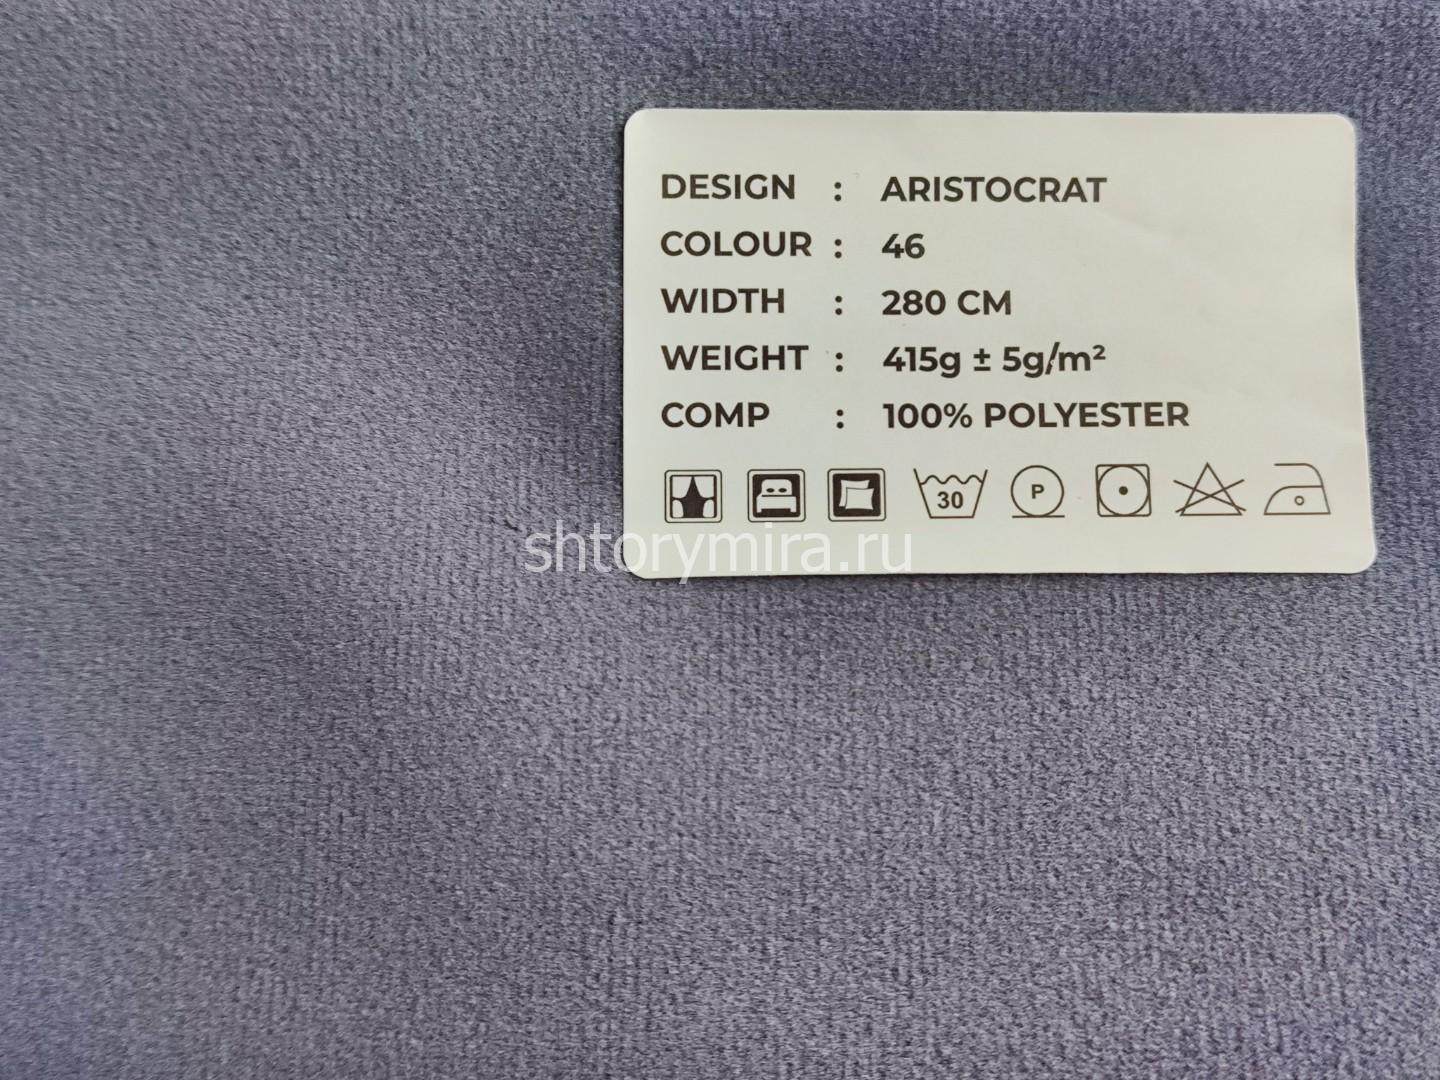 DESIGN : ARISTOCRAT
COLOUR : 46
WIDTH : 280 CM
WEIGHT : 415g ± 5g/m²
COMP : 100% POLYESTER
30 P
shtorymira.ru